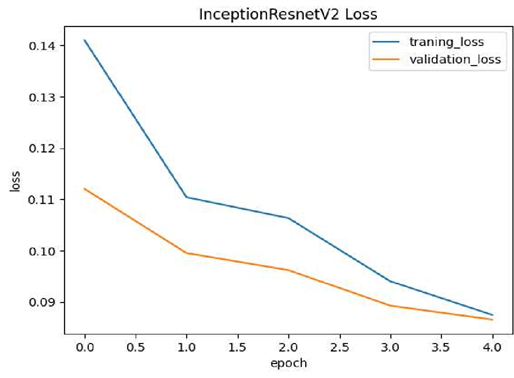 InceptionResnetV2 Loss
traning_loss
validation_loss
loss
0.14
0.13
0.12
0.11
0.10
0.09
0.0 0.5 1.0 1.5 2.0 2.5 3.0 3.5 4.0
epoch